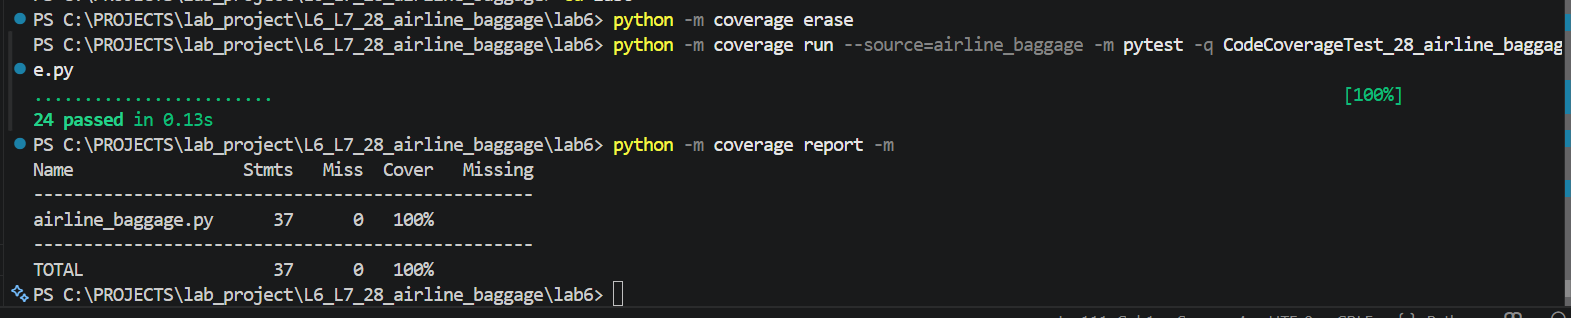 PS C:\PROJECTS\lab_project\L6_L7_28_airline_baggage\lab6> python -m coverage erase
PS C:\PROJECTS\lab_project\L6_L7_28_airline_baggage\lab6> python -m coverage run --source=airline_baggage -m pytest -q CodeCoverageTest_28_airline_baggag
e.py
........................ [100%]
24 passed in 0.13s
PS C:\PROJECTS\lab_project\L6_L7_28_airline_baggage\lab6> python -m coverage report -m
Name Stmts Miss Cover Missing
--------------------------------------------------
airline_baggage.py 37 0 100%
--------------------------------------------------
TOTAL 37 0 100%
PS C:\PROJECTS\lab_project\L6_L7_28_airline_baggage\lab6>